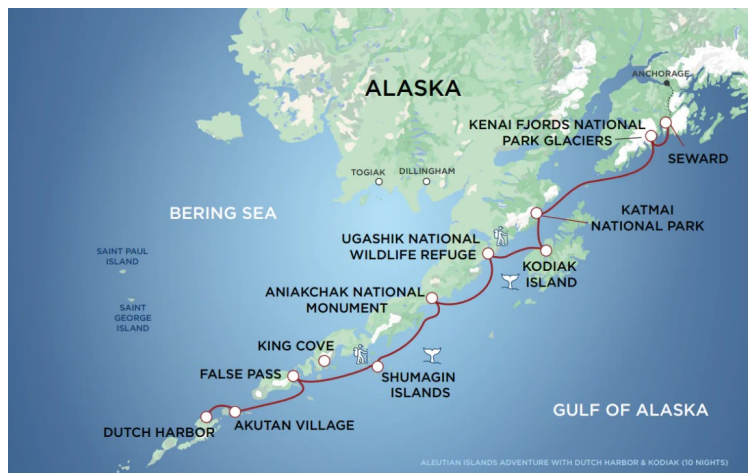 ALASKA
ANCHORAGE
KENAI FJORDS NATIONAL
PARK GLACIERS
SEWARD
TOGIAK
DILLINGHAM
BERING SEA
KATMAI
NATIONAL PARK
UGASHIK NATIONAL
WILDLIFE REFUGE
SAINT PAUL
ISLAND
KODIAK
ISLAND
ANIAKCHAK NATIONAL
MONUMENT
SAINT
GEORGE
ISLAND
KING COVE
FALSE PASS
SHUMAGIN
ISLANDS
GULF OF ALASKA
DUTCH HARBOR
AKUTAN VILLAGE
ALEUTIAN ISLANDS ADVENTURE WITH DUTCH HARBOR & KODIAK (10 NIGHTS)